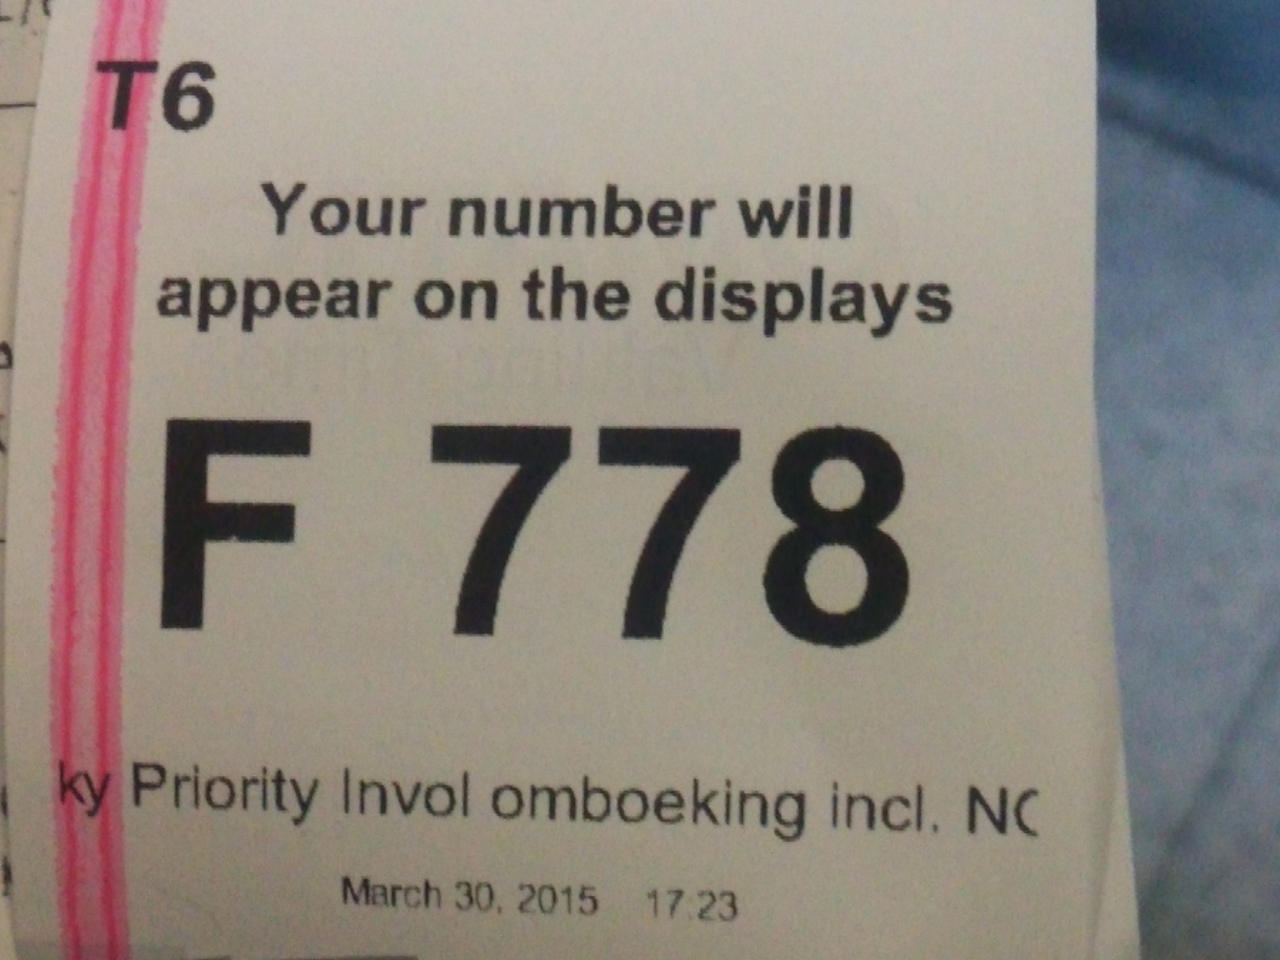 T6
Your number will
appear on the displays
F 778
ky Priority Invol omboeking incl. NC
March 30, 2015 17:23